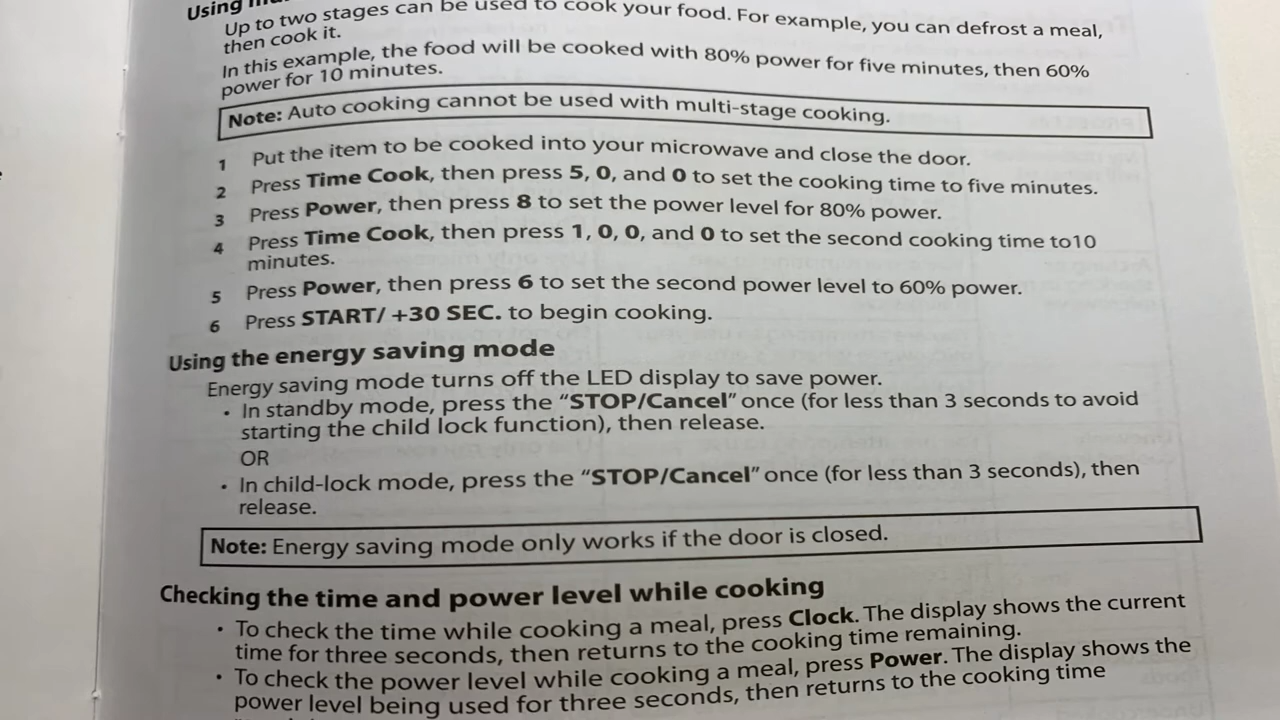 Using
Up to two stages can be used to cook your food. For example, you can defrost a meal,
then cook it.
In this example, the food will be cooked with 80% power for five minutes, then 60%
power for 10 minutes.
Note: Auto cooking cannot be used with multi-stage cooking.
1 Put the item to be cooked into your microwave and close the door.
2 Press Time Cook, then press 5, 0, and 0 to set the cooking time to five minutes.
3 Press Power, then press 8 to set the power level for 80% power.
4 Press Time Cook, then press 1, 0, 0, and 0 to set the second cooking time to10
minutes.
5 Press Power, then press 6 to set the second power level to 60% power.
6 Press START/ +30 SEC. to begin cooking.
Using the energy saving mode
Energy saving mode turns off the LED display to save power.
• In standby mode, press the “STOP/Cancel” once (for less than 3 seconds to avoid
starting the child lock function), then release.
OR
• In child-lock mode, press the “STOP/Cancel” once (for less than 3 seconds), then
release.
Note: Energy saving mode only works if the door is closed.
Checking the time and power level while cooking
• To check the time while cooking a meal, press Clock. The display shows the current
time for three seconds, then returns to the cooking time remaining.
• To check the power level while cooking a meal, press Power. The display shows the
power level being used for three seconds, then returns to the cooking time